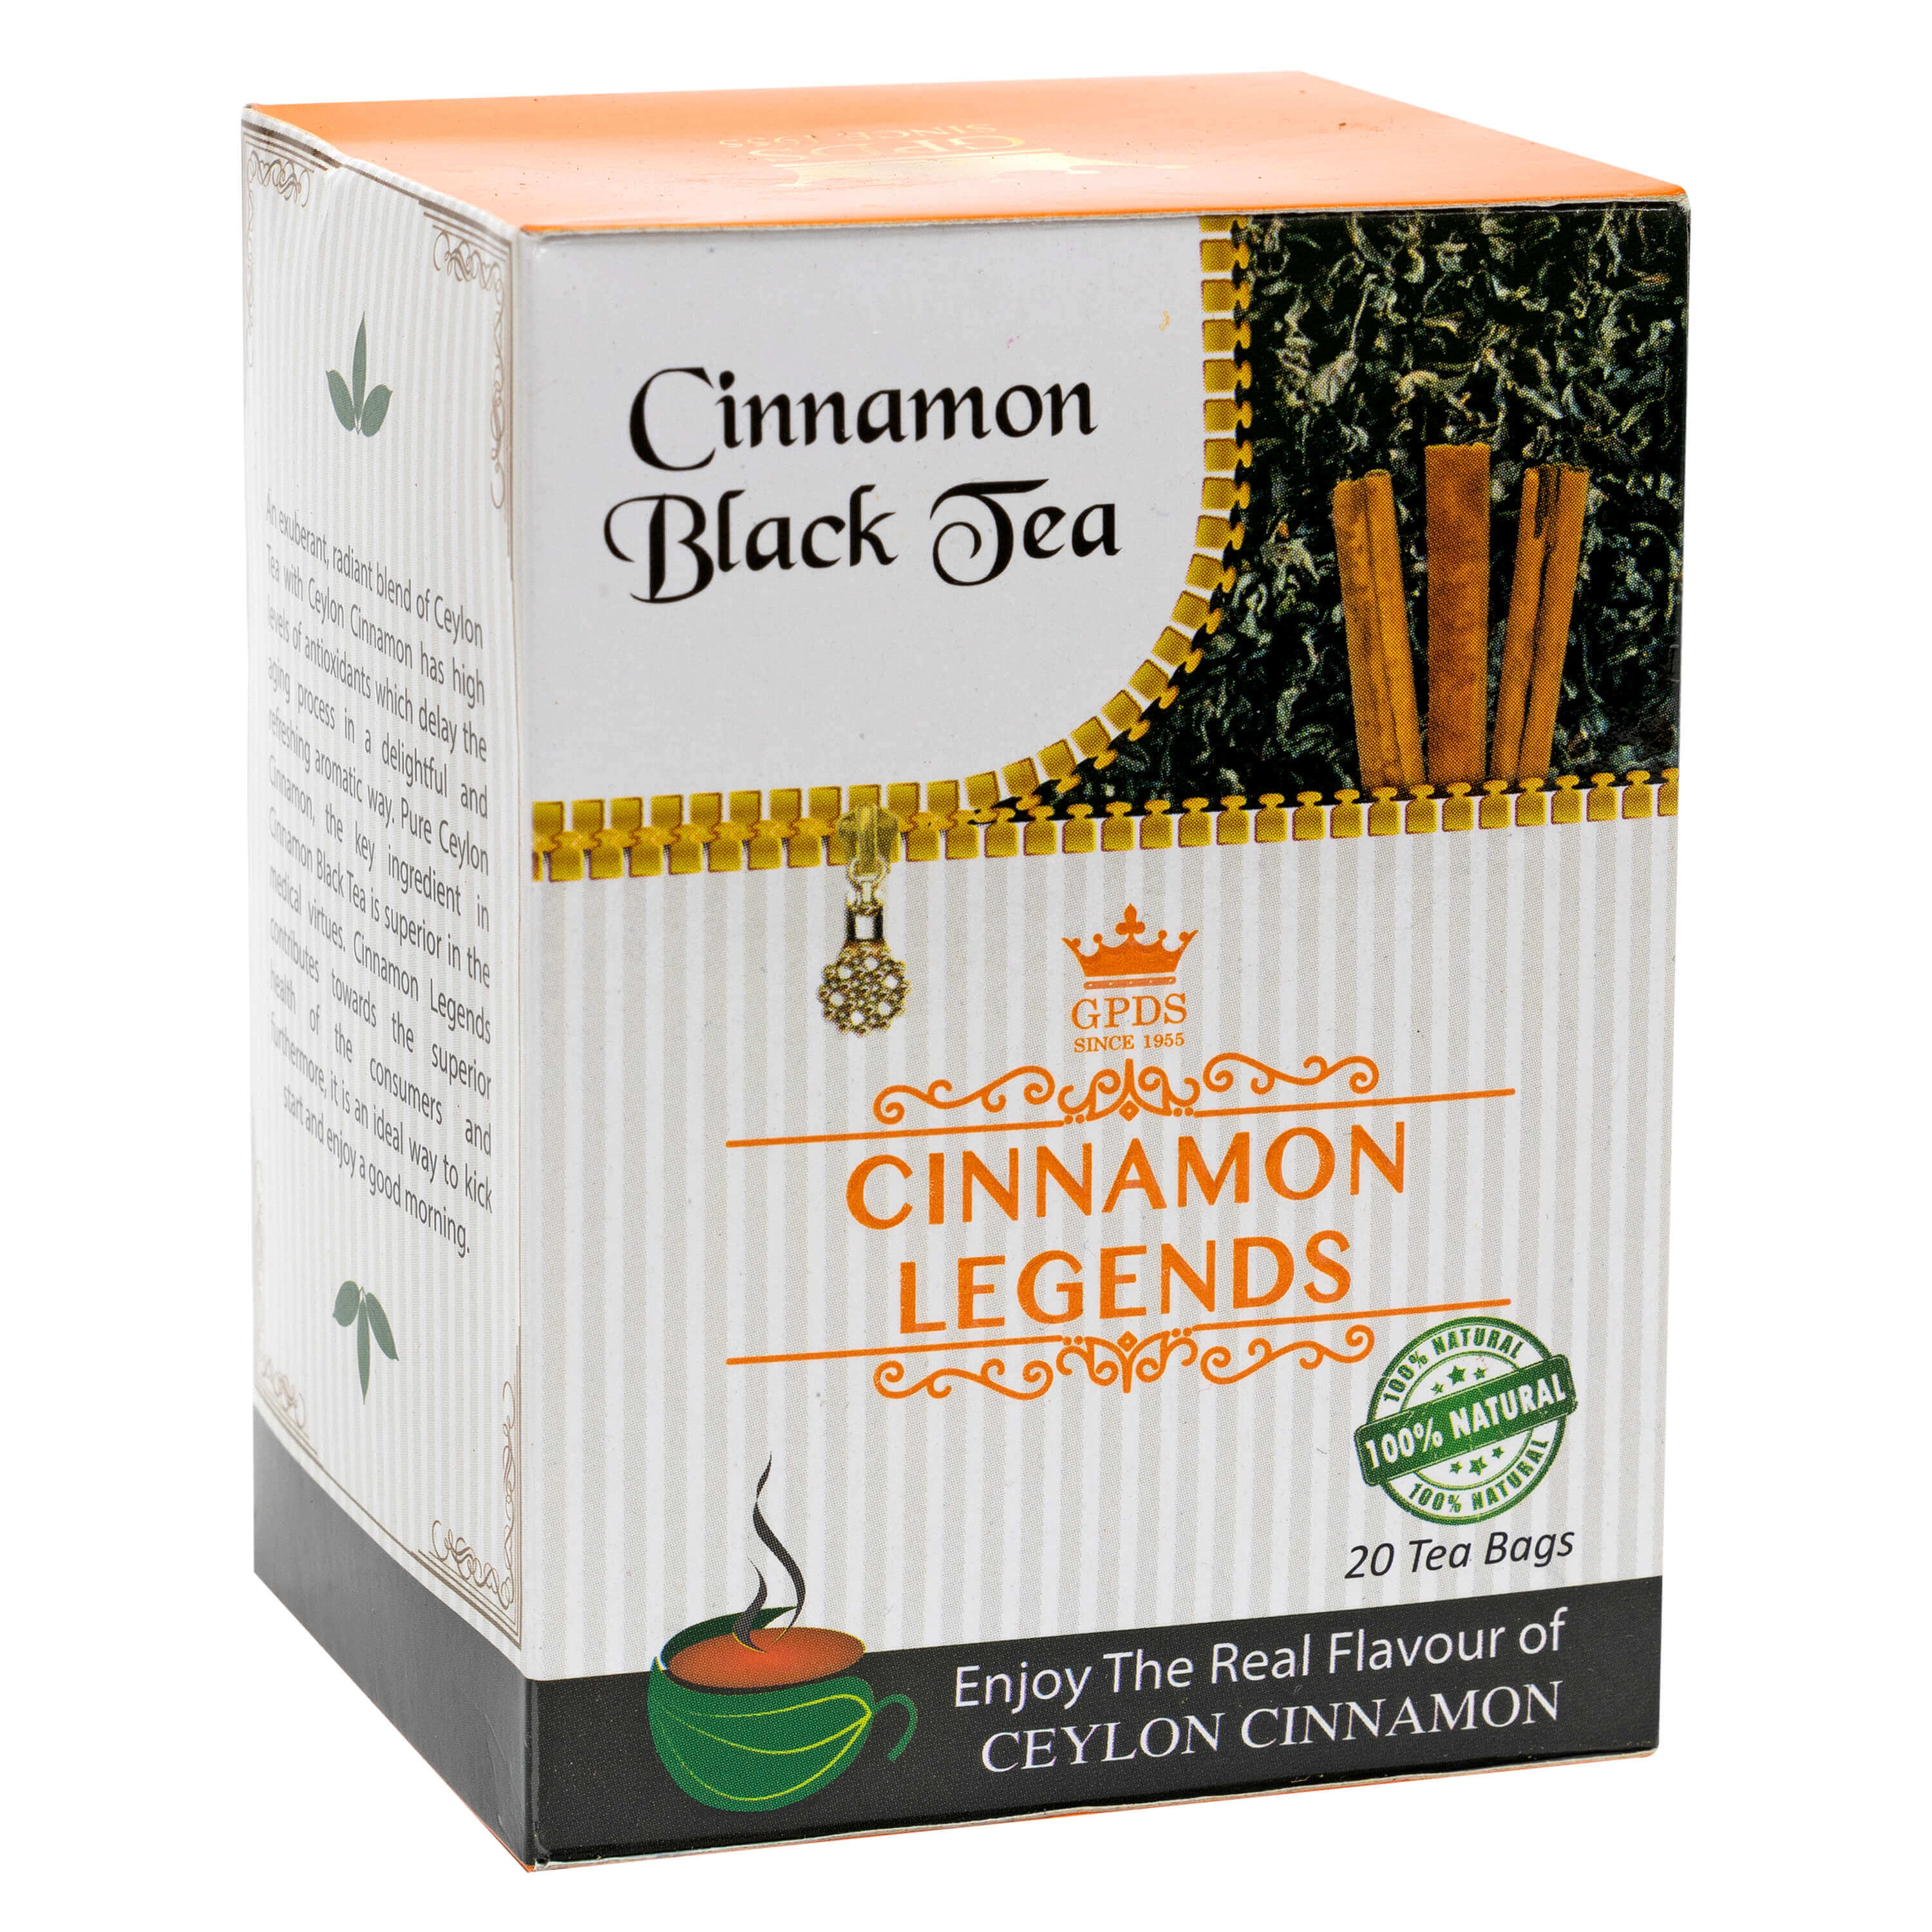 GPDS
SINCE 1955
Cinnamon
Black Tea
GPDS
SINCE 1955
CINNAMON
LEGENDS
100% NATURAL
100% NATURAL
100% NATURAL
20 Tea Bags
Enjoy The Real Flavour of
CEYLON CINNAMON
An exuberant, radiant blend of Ceylon
Tea with Ceylon Cinnamon has high
levels of antioxidants which delay the
aging process in a delightful and
refreshing aromatic way. Pure Ceylon
Cinnamon, the key ingredient in
Cinnamon Black Tea is superior in the
medical virtues. Cinnamon Legends
contributes towards the superior
health of the consumers and
furthermore, it is an ideal way to kick
start and enjoy a good morning.